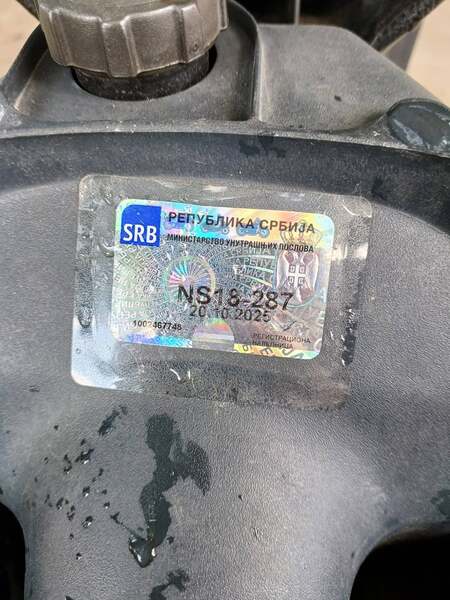 SRB
РЕПУБЛИКА СРБИЈА
МИНИСТАРСТВО УНУТРАШЊИХ ПОСЛОВА
NS18-287
20.10.2025
1002467748
РЕГИСТРАЦИОНА
НАЛЕПНИЦА